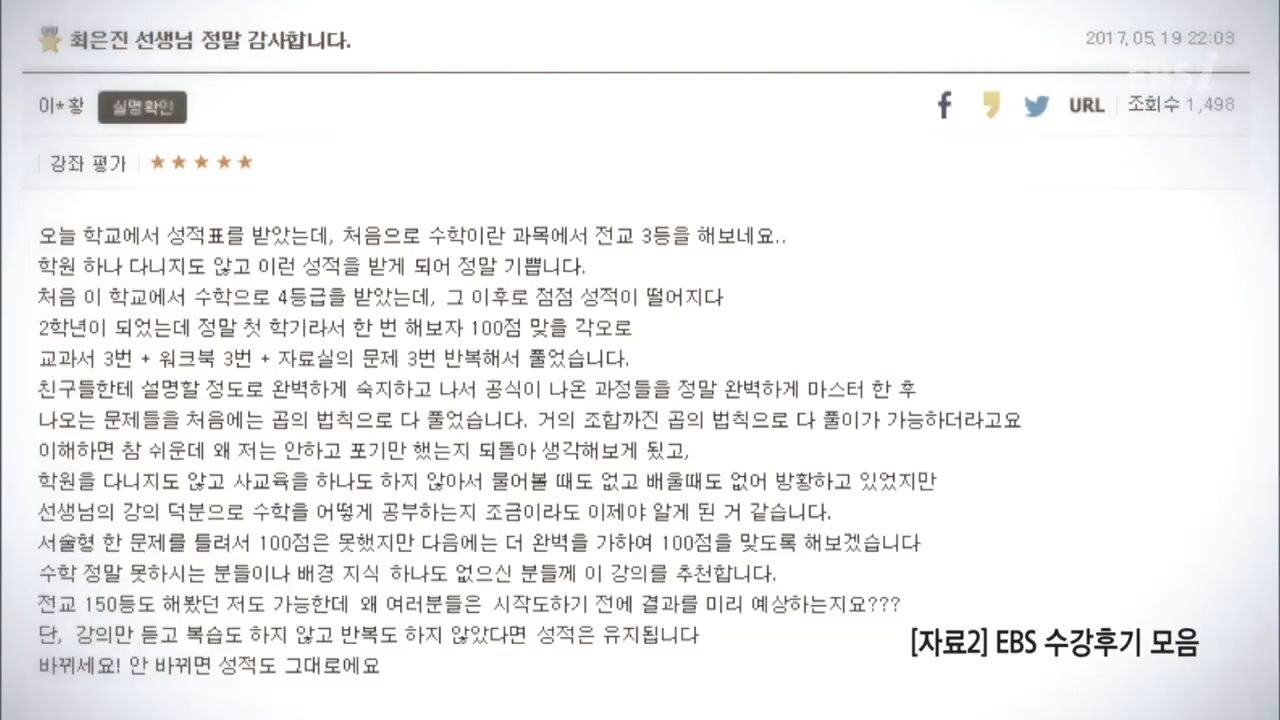 최은진 선생님 정말 감사합니다.
2017.05.19 22:03
EBSi
이*황 실명확인
f URL 조회수 1,498
강좌 평가 ★★★★★
오늘 학교에서 성적표를 받았는데, 처음으로 수학이란 과목에서 전교 3등을 해보네요..
학원 하나 다니지도 않고 이런 성적을 받게 되어 정말 기쁩니다.
처음 이 학교에서 수학으로 4등급을 받았는데, 그 이후로 점점 성적이 떨어지다
2학년이 되었는데 정말 첫 학기라서 한 번 해보자 100점 맞을 각오로
교과서 3번 + 워크북 3번 + 자료실의 문제 3번 반복해서 풀었습니다.
친구들한테 설명할 정도로 완벽하게 숙지하고 나서 공식이 나온 과정들을 정말 완벽하게 마스터 한 후
나오는 문제들을 처음에는 곱의 법칙으로 다 풀었습니다. 거의 조합까진 곱의 법칙으로 다 풀이가 가능하더라고요
이해하면 참 쉬운데 왜 저는 안하고 포기만 했는지 되돌아 생각해보게 됬고,
학원을 다니지도 않고 사교육을 하나도 하지 않아서 물어볼 때도 없고 배울때도 없어 방황하고 있었지만
선생님의 강의 덕분으로 수학을 어떻게 공부하는지 조금이라도 이제야 알게 된 거 같습니다.
서술형 한 문제를 틀려서 100점은 못했지만 다음에는 더 완벽을 가하여 100점을 맞도록 해보겠습니다
수학 정말 못하시는 분들이나 배경 지식 하나도 없으신 분들께 이 강의를 추천합니다.
전교 150등도 해봤던 저도 가능한데 왜 여러분들은 시작도하기 전에 결과를 미리 예상하는지요???
단, 강의만 듣고 복습도 하지 않고 반복도 하지 않았다면 성적은 유지됩니다
바뀌세요! 안 바뀌면 성적도 그대로에요
[자료2] EBS 수강후기 모음